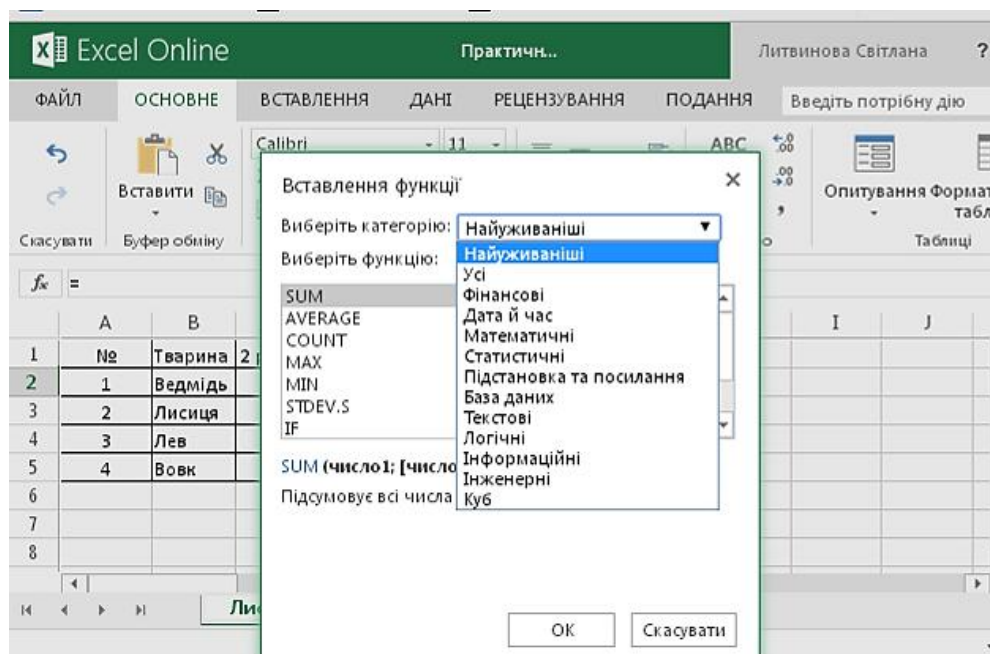 Excel Online Практичн... Литвинова Світлана ?
ФАЙЛ ОСНОВНЕ ВСТАВЛЕННЯ ДАНІ РЕЦЕНЗУВАННЯ ПОДАННЯ Введіть потрібну дію
Calibri 11 ABC
Вставити Опитування Формат
табл
Скасувати Буфер обміну Таблиці
Вставлення функції
Виберіть категорію: Найуживаніші
Виберіть функцію:
Найуживаніші
Усі
Фінансові
Дата й час
Математичні
Статистичні
Підстановка та посилання
База даних
Текстові
Логічні
Інформаційні
Інженерні
Куб
SUM
AVERAGE
COUNT
MAX
MIN
STDEV.S
IF
SUM (число1; [число
Підсумовує всі числа
ОК Скасувати
fx =
A B I J
1 № Тварина 2
2 1 Ведмідь
3 2 Лисиця
4 3 Лев
5 4 Вовк
6
7
8